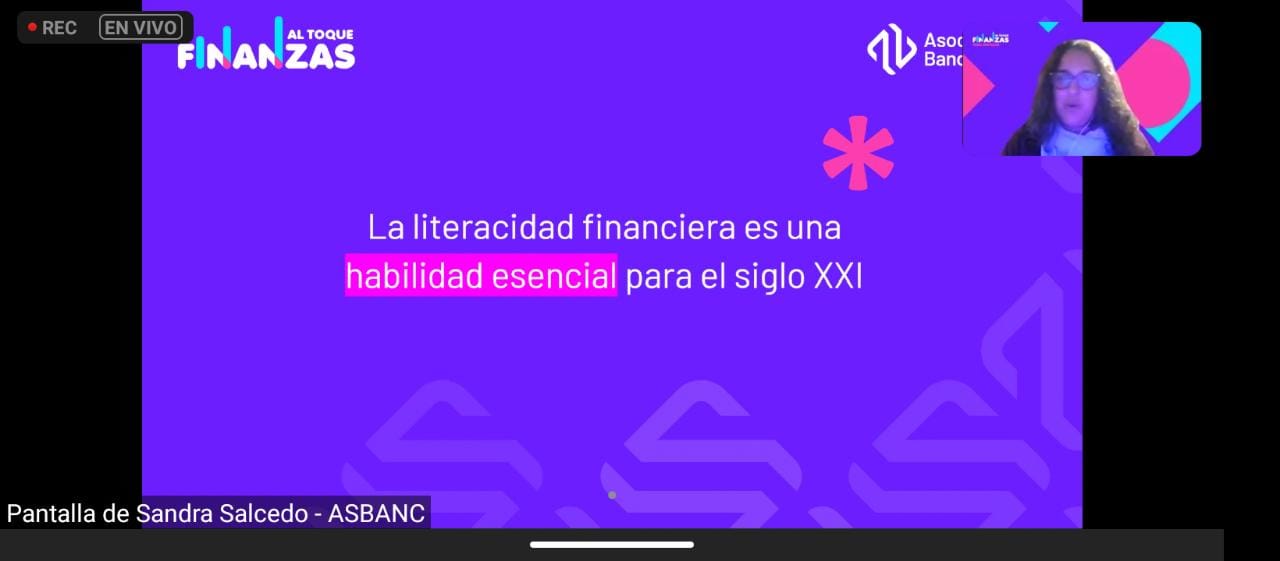 REC
EN VIVO
AL TOQUE
FINANZAS
Asoc
Banc
FINANZAS
La literacidad financiera es una
habilidad esencial para el siglo XXI
Pantalla de Sandra Salcedo - ASBANC